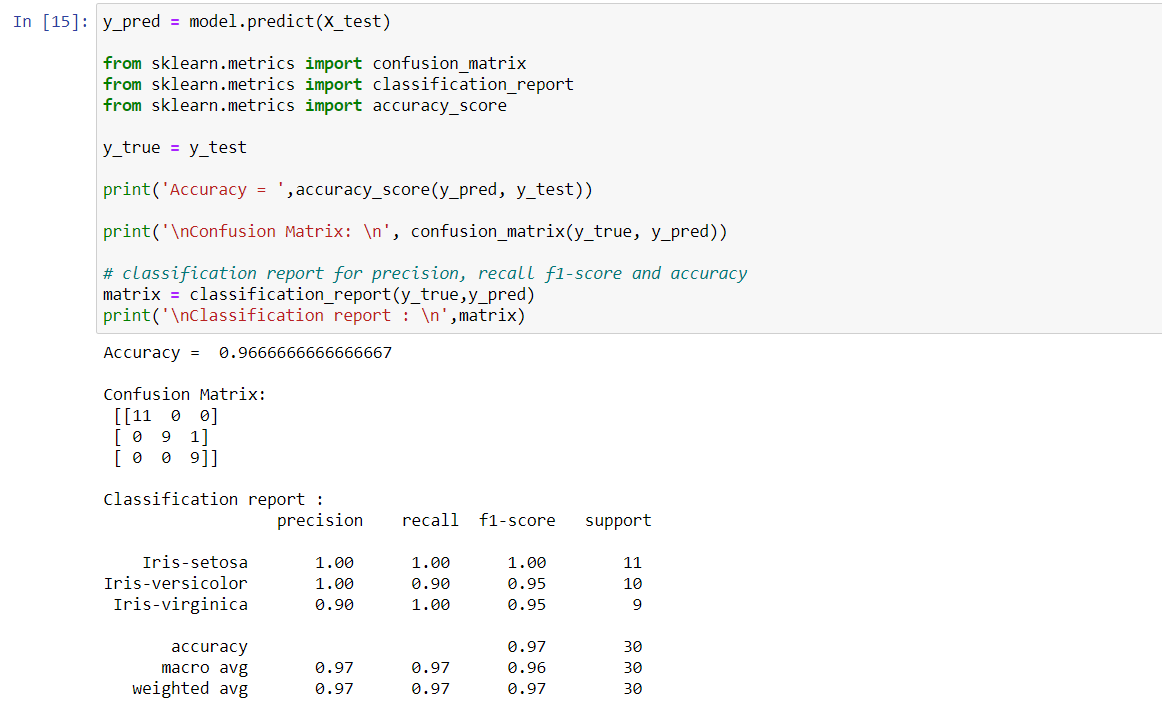 In [15]: y_pred = model.predict(X_test)
from sklearn.metrics import confusion_matrix
from sklearn.metrics import classification_report
from sklearn.metrics import accuracy_score
y_true = y_test
print('Accuracy = ',accuracy_score(y_pred, y_test))
print('\nConfusion Matrix: \n', confusion_matrix(y_true, y_pred))
# classification report for precision, recall f1-score and accuracy
matrix = classification_report(y_true,y_pred)
print('\nClassification report : \n',matrix)
Accuracy =  0.9666666666666667
Confusion Matrix:
[[11  0  0]
[ 0  9  1]
[ 0  0  9]]
Classification report :
precision    recall  f1-score   support
Iris-setosa       1.00      1.00      1.00        11
Iris-versicolor       1.00      0.90      0.95        10
Iris-virginica       0.90      1.00      0.95         9
accuracy                           0.97        30
macro avg       0.97      0.97      0.96        30
weighted avg       0.97      0.97      0.97        30